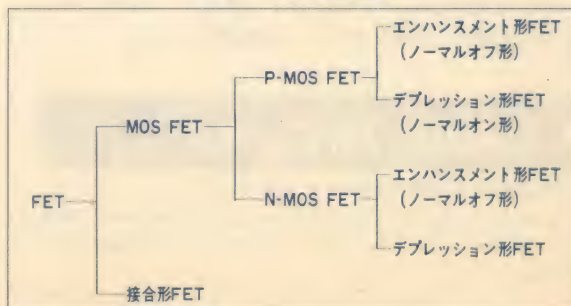 エンハンスメント形FET
(ノーマルオフ形)
P-MOS FET
デプレッション形FET
(ノーマルオン形)
MOS FET
エンハンスメント形FET
(ノーマルオフ形)
FET
N-MOS FET
デプレッション形FET
接合形FET